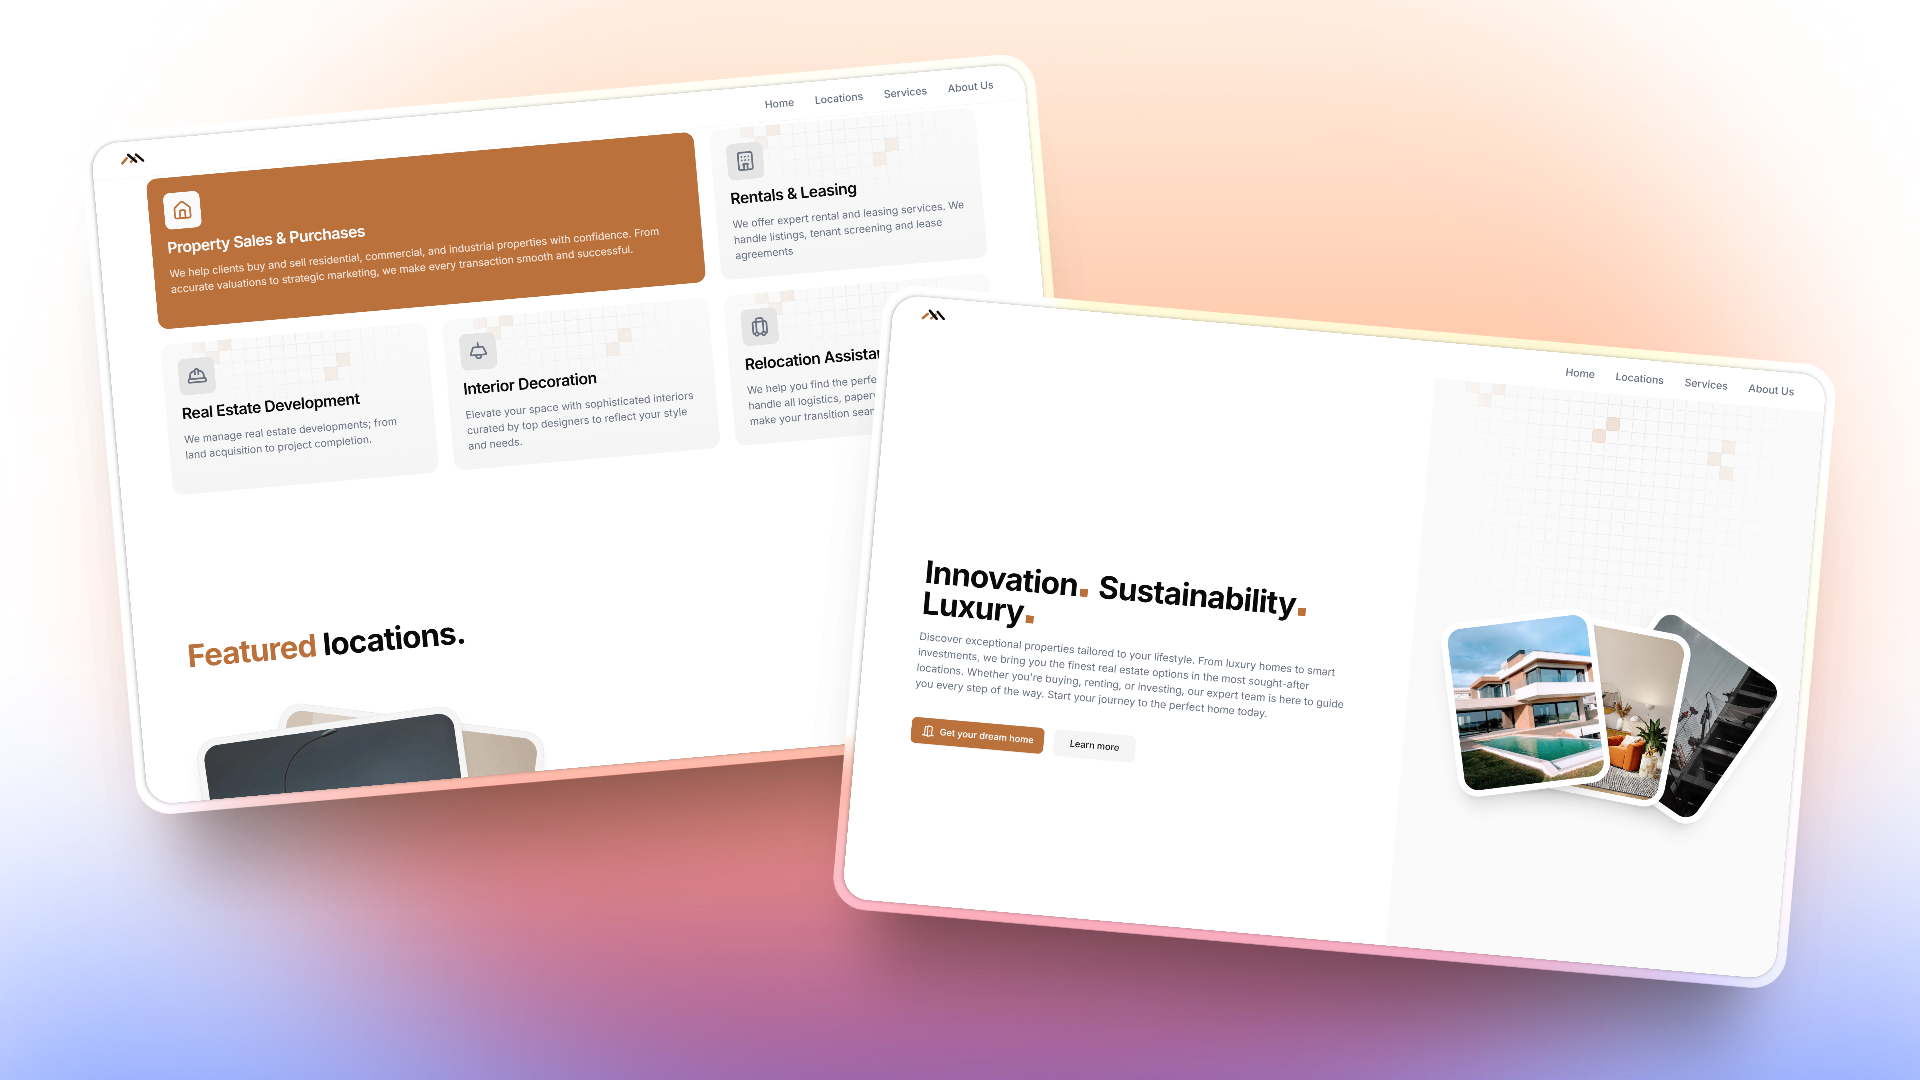 Home Locations Services About Us
Property Sales & Purchases
We help clients buy and sell residential, commercial, and industrial properties with confidence. From
accurate valuations to strategic marketing, we make every transaction smooth and successful.
Rentals & Leasing
We offer expert rental and leasing services. We
handle listings, tenant screening and lease
agreements
Real Estate Development
We manage real estate developments; from
land acquisition to project completion.
Interior Decoration
Elevate your space with sophisticated interiors
curated by top designers to reflect your style
and needs.
Relocation
We help you find the
handle all logistics,
make your transition
Featured locations.
Home Locations Services About Us
Innovation. Sustainability.
Luxury.
Discover exceptional properties tailored to your lifestyle. From luxury homes to smart
investments, we bring you the finest real estate options in the most sought-after
locations. Whether you're buying, renting, or investing, our expert team is here to guide
you every step of the way. Start your journey to the perfect home today.
Get your dream home
Learn more